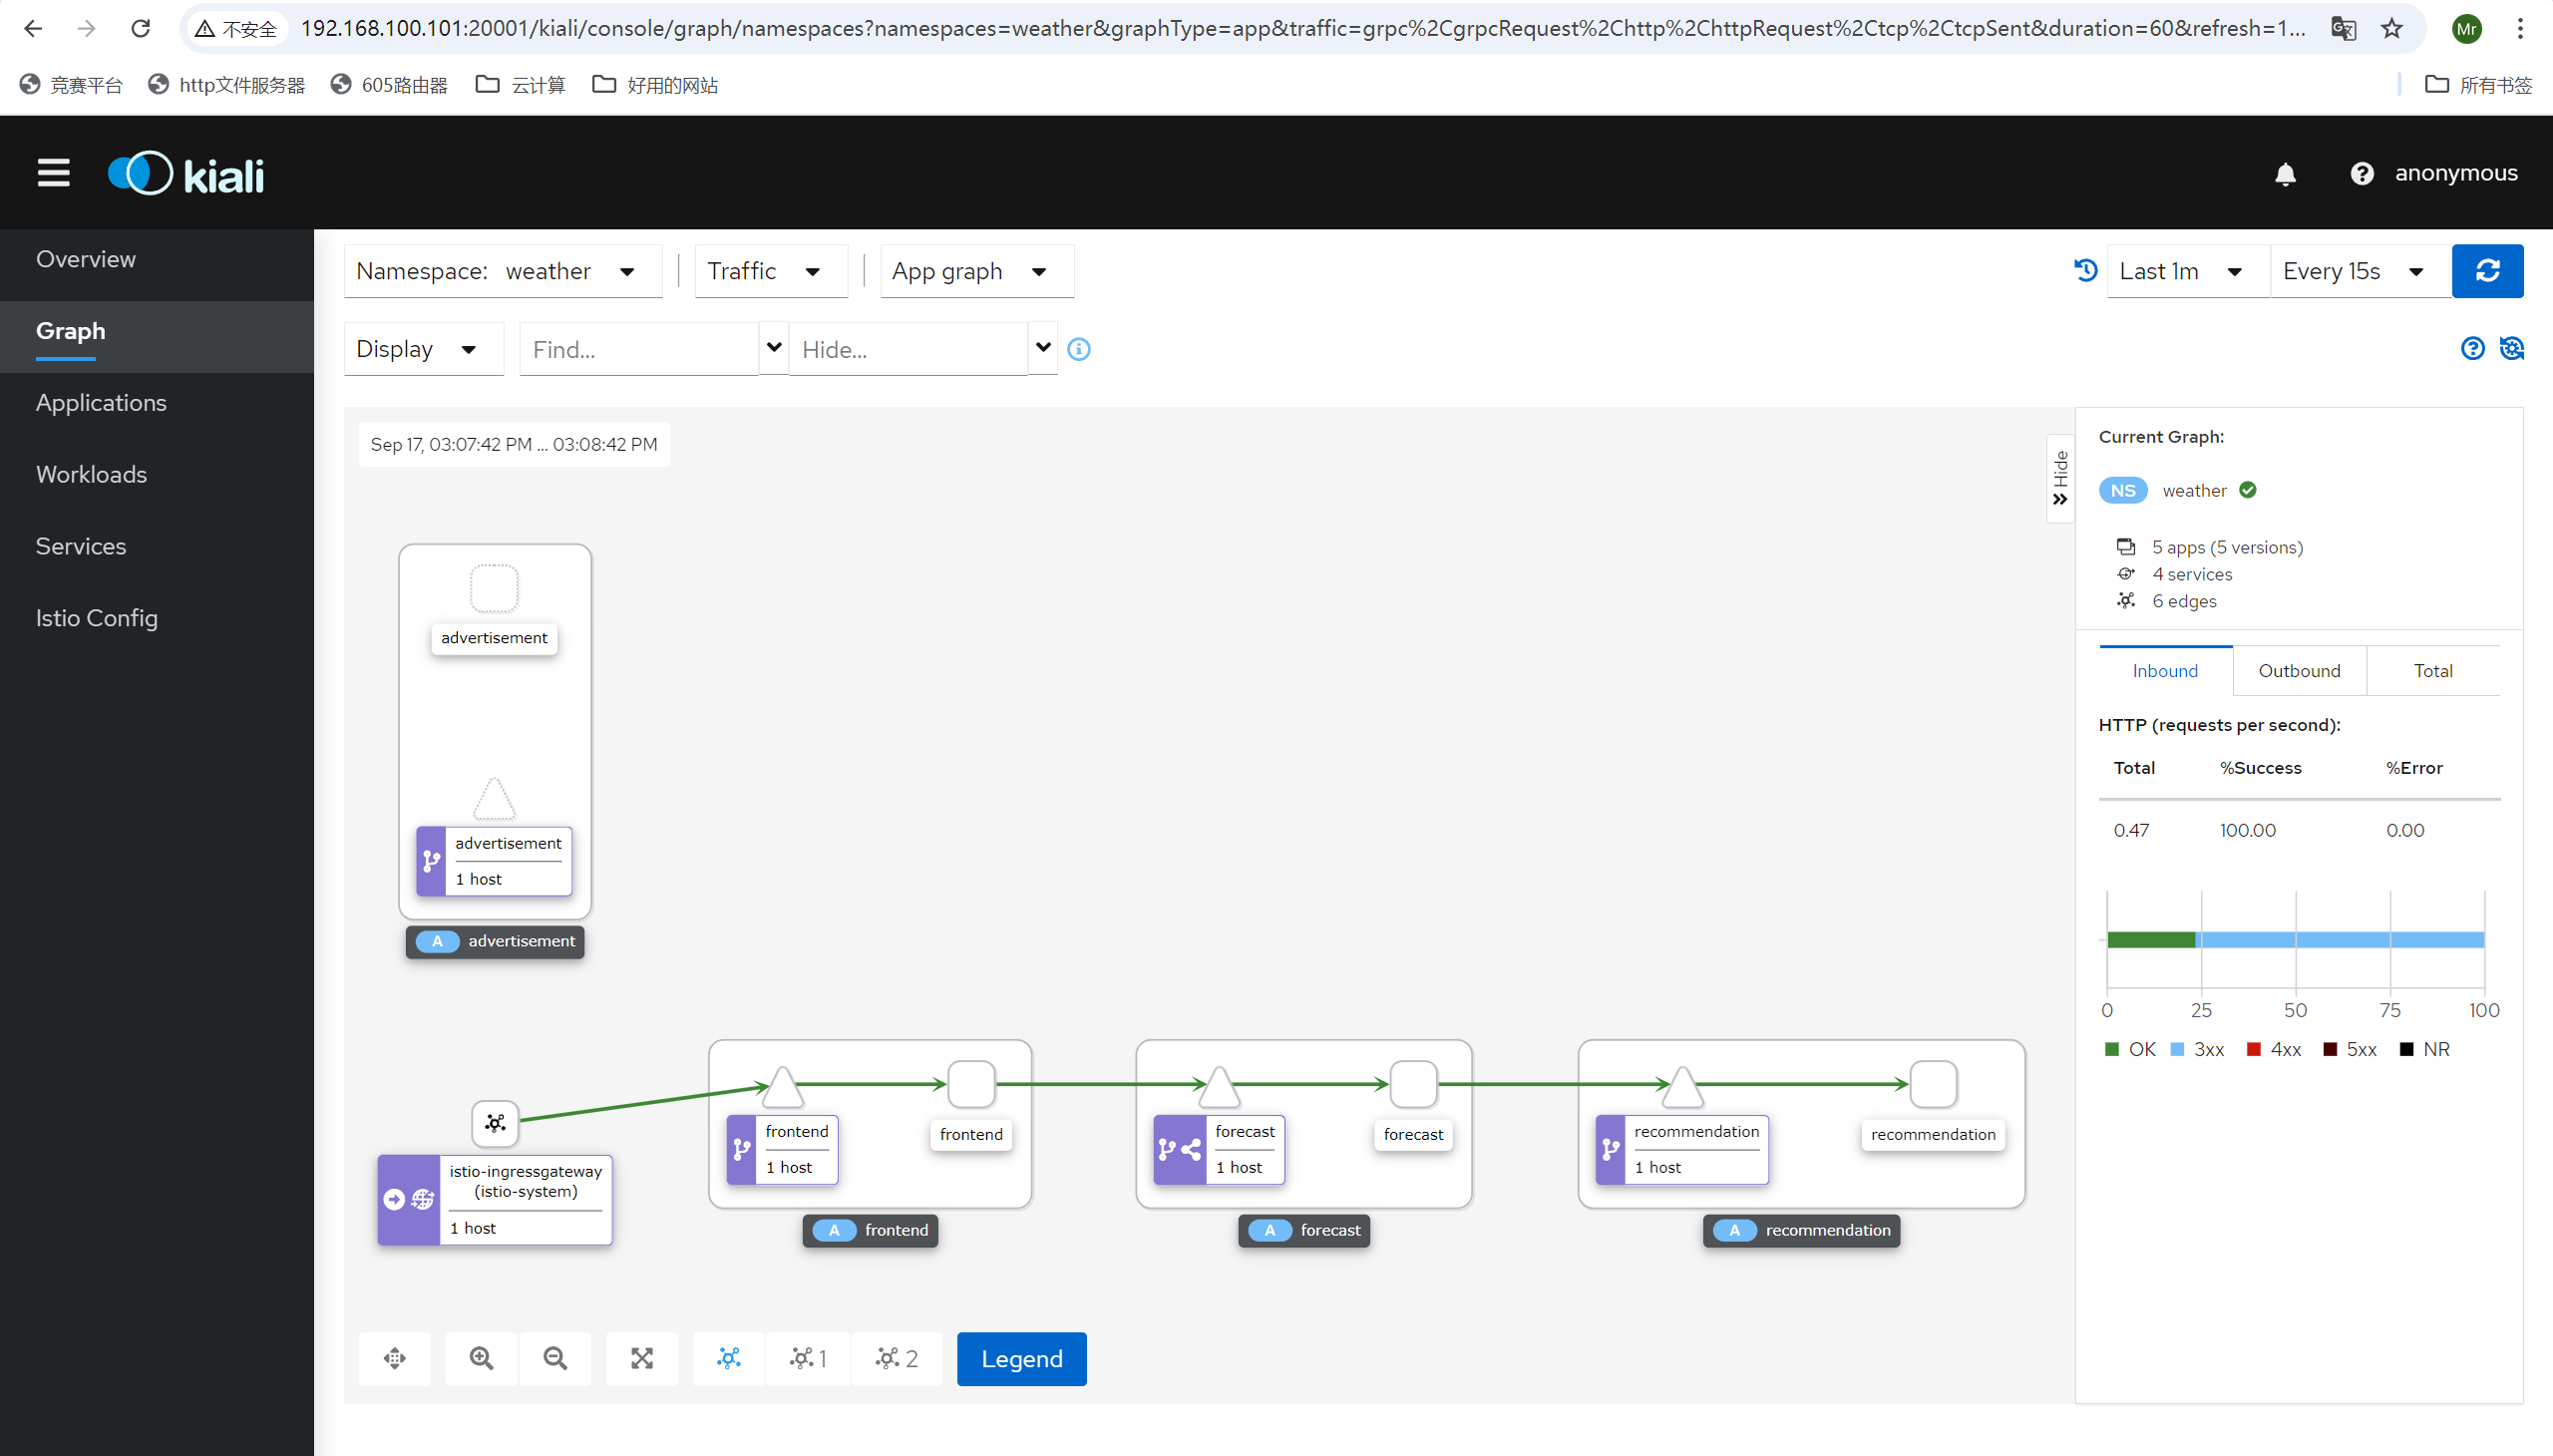 不安全
192.168.100.101:20001/kiali/console/graph/namespaces?namespaces=weather&graphType=app&traffic=grpc%2CgrpcRequest%2Chttp%2ChttpRequest%2Ctcp%2CtcpSent&duration=60&refresh=1...
Mr
竞赛平台 http文件服务器 605路由器 云计算 好用的网站 所有书签
kiali
anonymous
Overview
Graph
Applications
Workloads
Services
Istio Config
Namespace: weather Traffic App graph Last 1m Every 15s
Display Find... Hide...
Sep 17, 03:07:42 PM ... 03:08:42 PM
Hide
advertisement
advertisement
1 host
A advertisement
istio-ingressgateway
(istio-system)
1 host
frontend
1 host
frontend
A frontend
forecast
1 host
forecast
A forecast
recommendation
1 host
recommendation
A recommendation
1
2
Legend
Current Graph:
NS weather
5 apps (5 versions)
4 services
6 edges
Inbound Outbound Total
HTTP (requests per second):
Total %Success %Error
0.47 100.00 0.00
0 25 50 75 100
OK 3xx 4xx 5xx NR